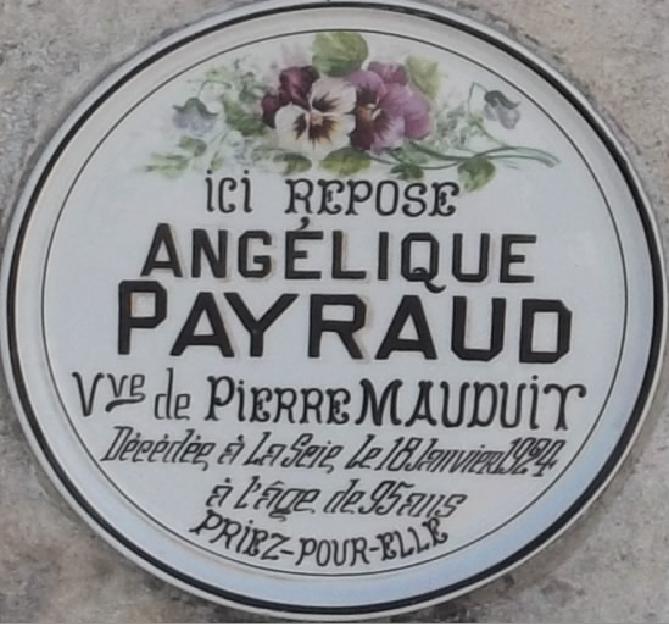 ICI REPOSE
ANGÉLIQUE
PAYRAUD
Vve de PIERRE MAUDUIT
Décédée à La Seie, Le 18 Janvier 1924
à l'âge de 95 ans
PRIEZ-POUR-ELLE